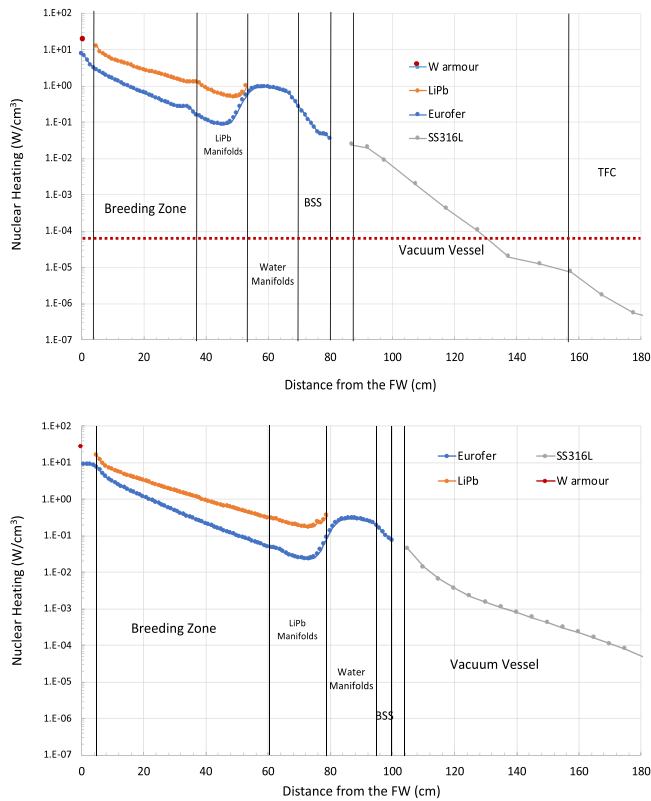 1.E+02
1.E+01
1.E+00
1.E-01
1.E-02
1.E-03
1.E-04
1.E-05
1.E-06
1.E-07
Nuclear Heating (W/cm³)
W armour
LiPb
Eurofer
SS316L
LiPb
Manifolds
TFC
Breeding Zone
BSS
Vacuum Vessel
Water
Manifolds
0 20 40 60 80 100 120 140 160 180
Distance from the FW (cm)
1.E+02
1.E+01
1.E+00
1.E-01
1.E-02
1.E-03
1.E-04
1.E-05
1.E-06
1.E-07
Nuclear Heating (W/cm³)
Eurofer SS316L
LiPb W armour
Breeding Zone
LiPb
Manifolds
Vacuum Vessel
Water
Manifolds
BSS
0 20 40 60 80 100 120 140 160 180
Distance from the FW (cm)